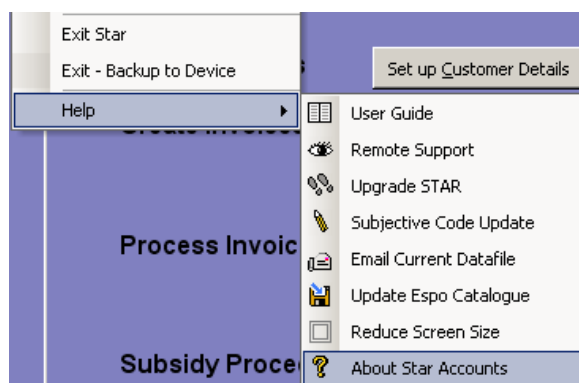 Exit Star
Exit - Backup to Device
Set up Customer Details
Help
User Guide
Remote Support
Upgrade STAR
Subjective Code Update
Process Invoic
Email Current Datafile
Update Espo Catalogue
Reduce Screen Size
Subsidy Proce
About Star Accounts